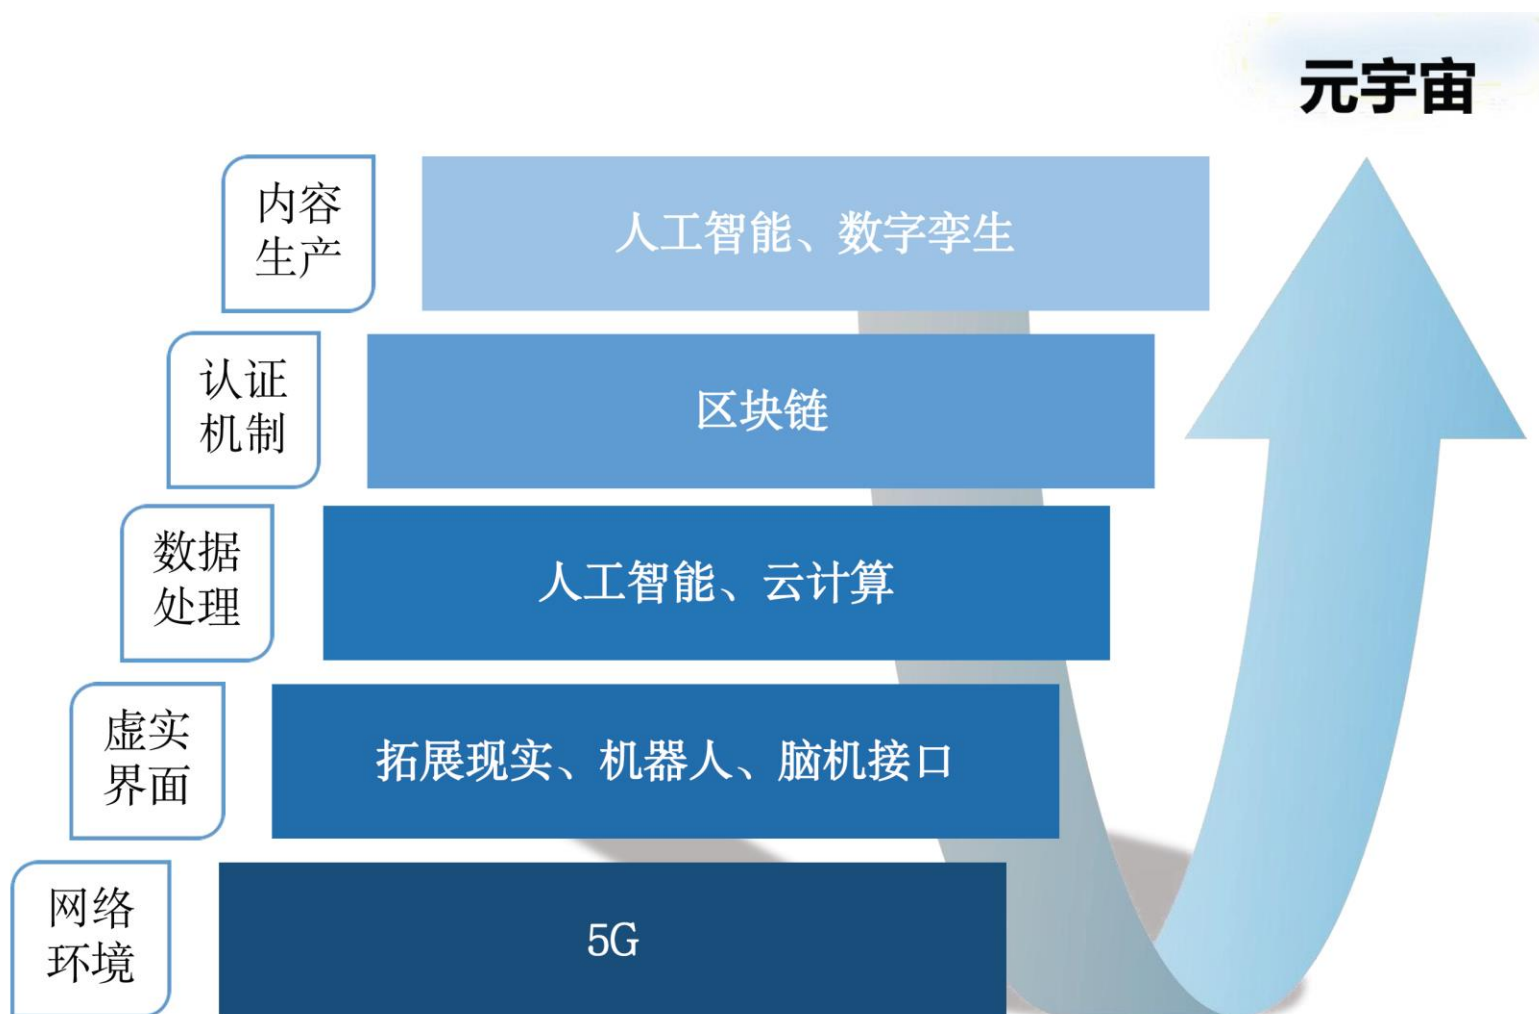 元宇宙
内容
生产
人工智能、数字孪生
认证
机制
区块链
数据
处理
人工智能、云计算
虚实
界面
拓展现实、机器人、脑机接口
网络
环境
5G